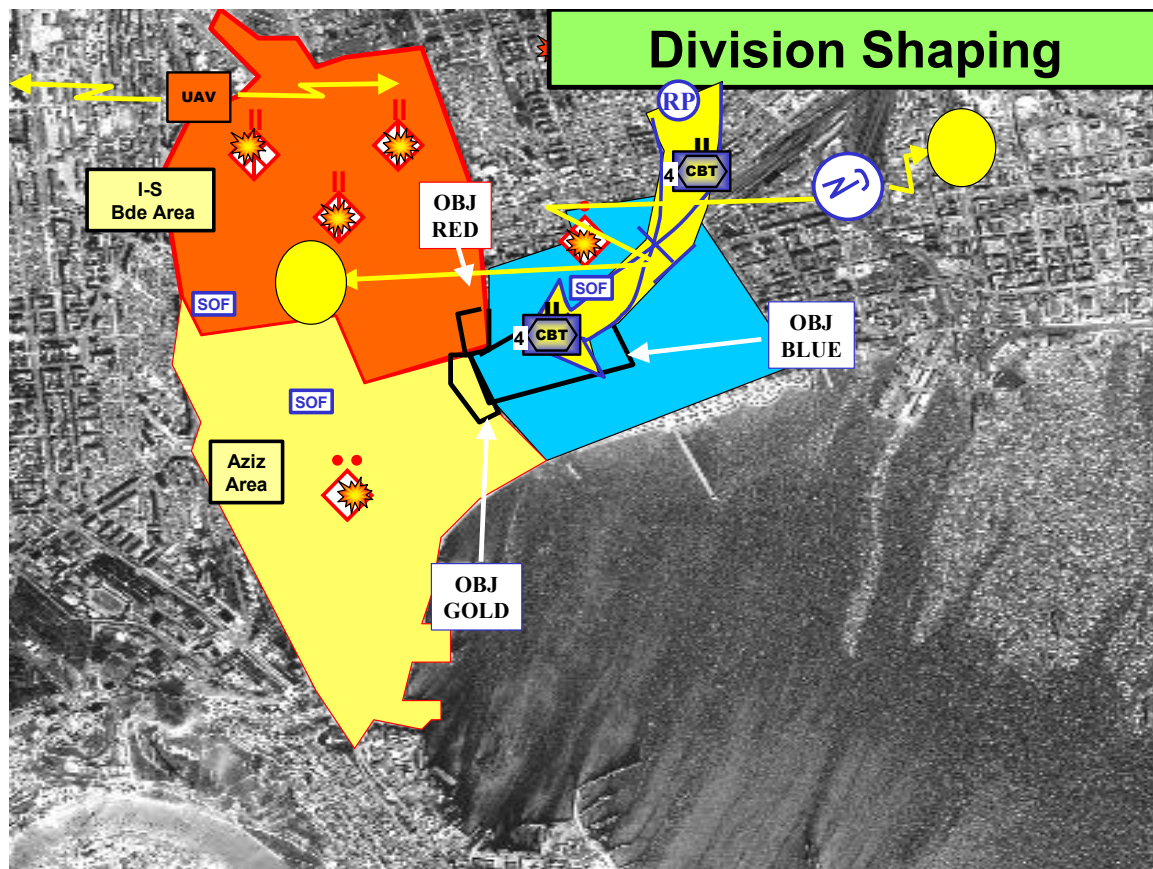 Division Shaping
UAV
RP
CBT
4
I-S
Bde Area
OBJ
RED
SOF
SOF
CBT
4
OBJ
BLUE
SOF
Aziz
Area
OBJ
GOLD